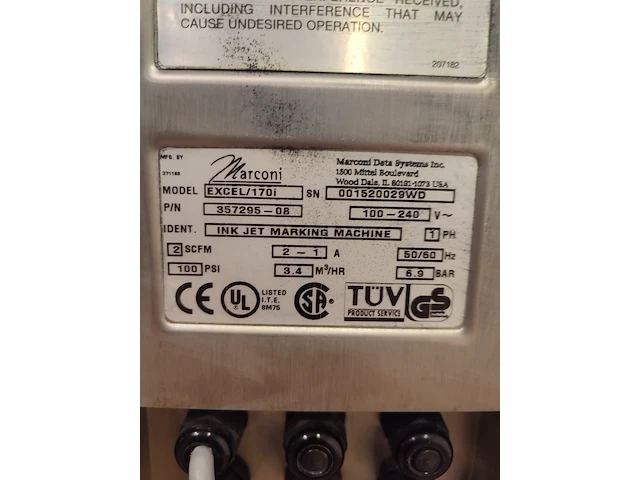 INCLUDING INTERFERENCE THAT MAY
CAUSE UNDESIRED OPERATION.
207182
MFG. BY
371168
Marconi
Marconi Data Systems Inc.
1500 Mittel Boulevard
Wood Dale, IL 60191-1073 USA
MODEL EXCEL/170i SN 001520029WD
P/N 357295-08 100-240 V~
IDENT. INK JET MARKING MACHINE 1 PH
2 SCFM 2 - 1 A 50/60 Hz
100 PSI 3.4 M³/HR 6.9 BAR
CE UL LISTED I.T.E. 8M75 SA TÜV PRODUCT SERVICE GS